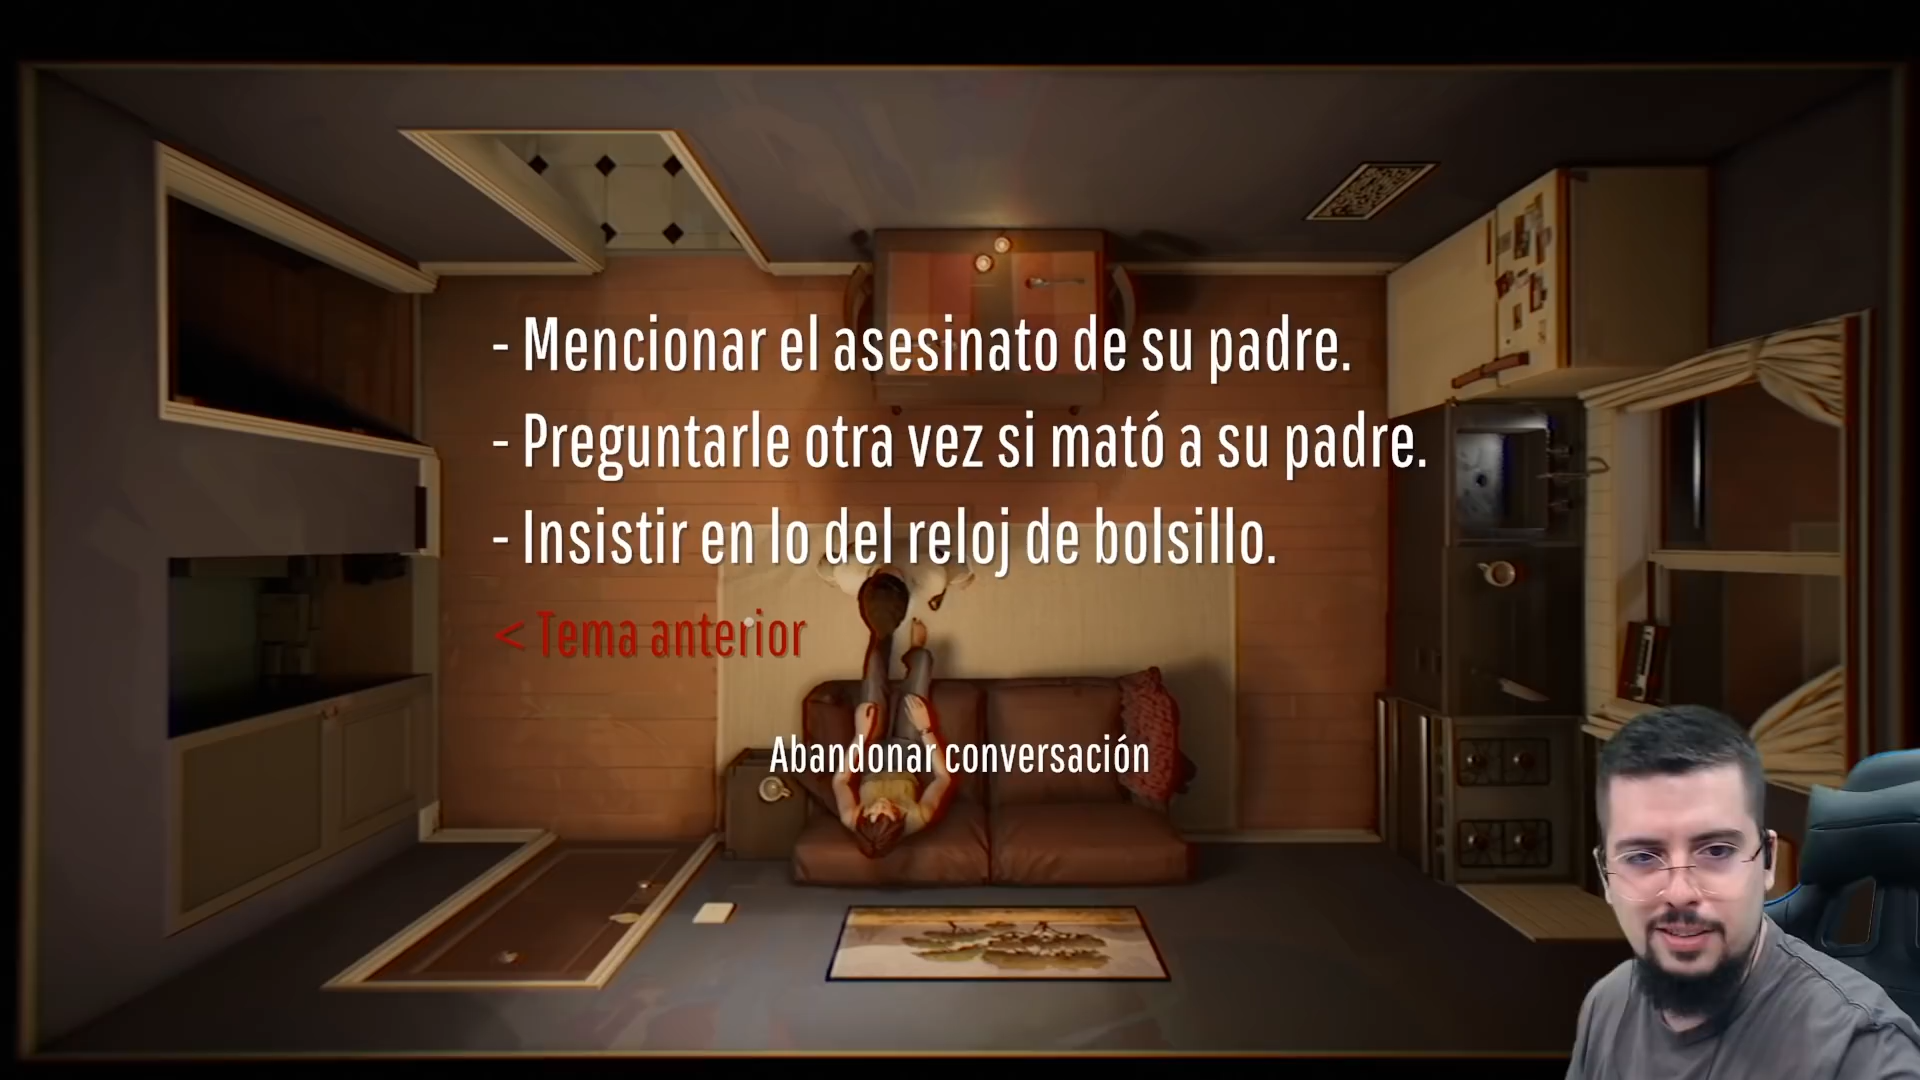 - Mencionar el asesinato de su padre.
- Preguntarle otra vez si mató a su padre.
- Insistir en lo del reloj de bolsillo.
< Tema anterior
Abandonar conversación